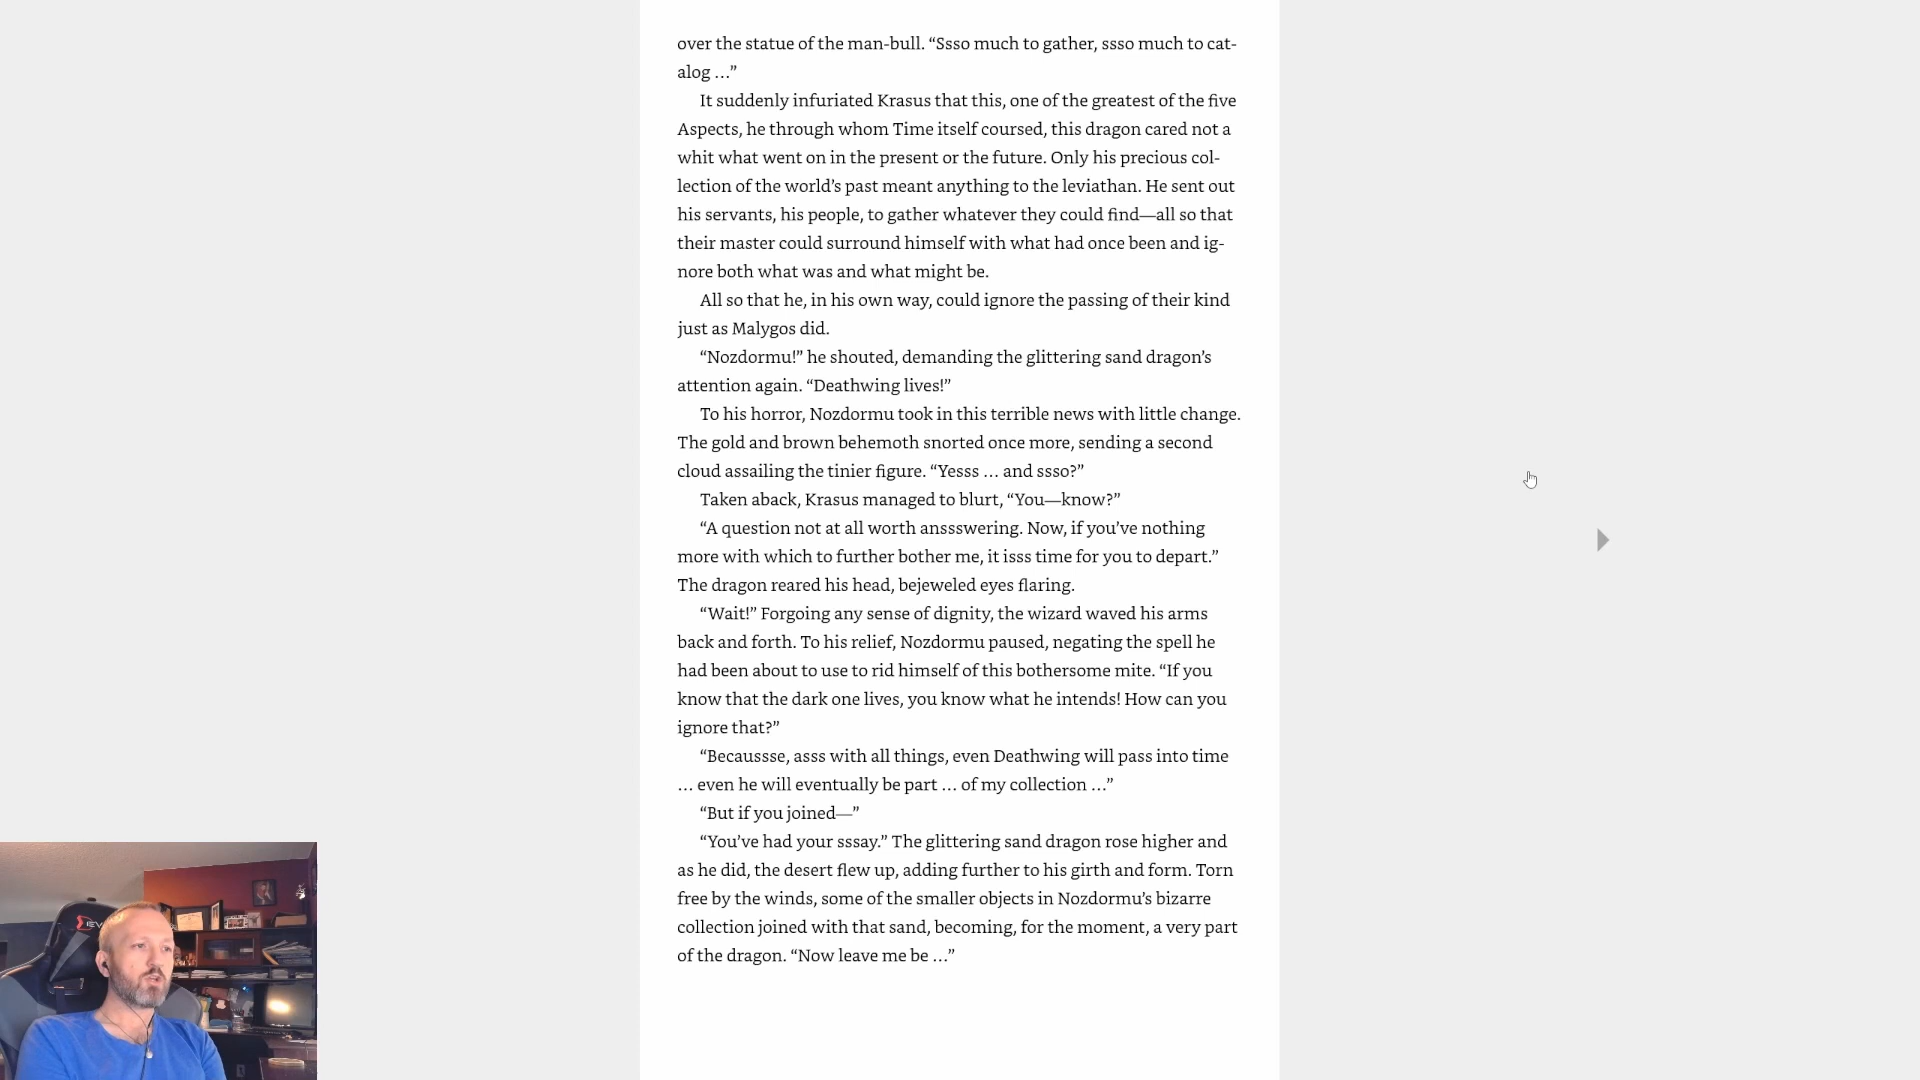 over the statue of the man-bull. “Ssso much to gather, ssso much to cat-
alog …”
It suddenly infuriated Krasus that this, one of the greatest of the five
Aspects, he through whom Time itself coursed, this dragon cared not a
whit what went on in the present or the future. Only his precious col-
lection of the world’s past meant anything to the leviathan. He sent out
his servants, his people, to gather whatever they could find—all so that
their master could surround himself with what had once been and ig-
nore both what was and what might be.
All so that he, in his own way, could ignore the passing of their kind
just as Malygos did.
“Nozdormu!” he shouted, demanding the glittering sand dragon’s
attention again. “Deathwing lives!”
To his horror, Nozdormu took in this terrible news with little change.
The gold and brown behemoth snorted once more, sending a second
cloud assailing the tinier figure. “Yesss … and ssso?”
Taken aback, Krasus managed to blurt, “You—know?”
“A question not at all worth anssswering. Now, if you’ve nothing
more with which to further bother me, it isss time for you to depart.”
The dragon reared his head, bejeweled eyes flaring.
“Wait!” Forgoing any sense of dignity, the wizard waved his arms
back and forth. To his relief, Nozdormu paused, negating the spell he
had been about to use to rid himself of this bothersome mite. “If you
know that the dark one lives, you know what he intends! How can you
ignore that?”
“Becaussse, asss with all things, even Deathwing will pass into time
… even he will eventually be part … of my collection …”
“But if you joined—”
“You’ve had your sssay.” The glittering sand dragon rose higher and
as he did, the desert flew up, adding further to his girth and form. Torn
free by the winds, some of the smaller objects in Nozdormu’s bizarre
collection joined with that sand, becoming, for the moment, a very part
of the dragon. “Now leave me be …”